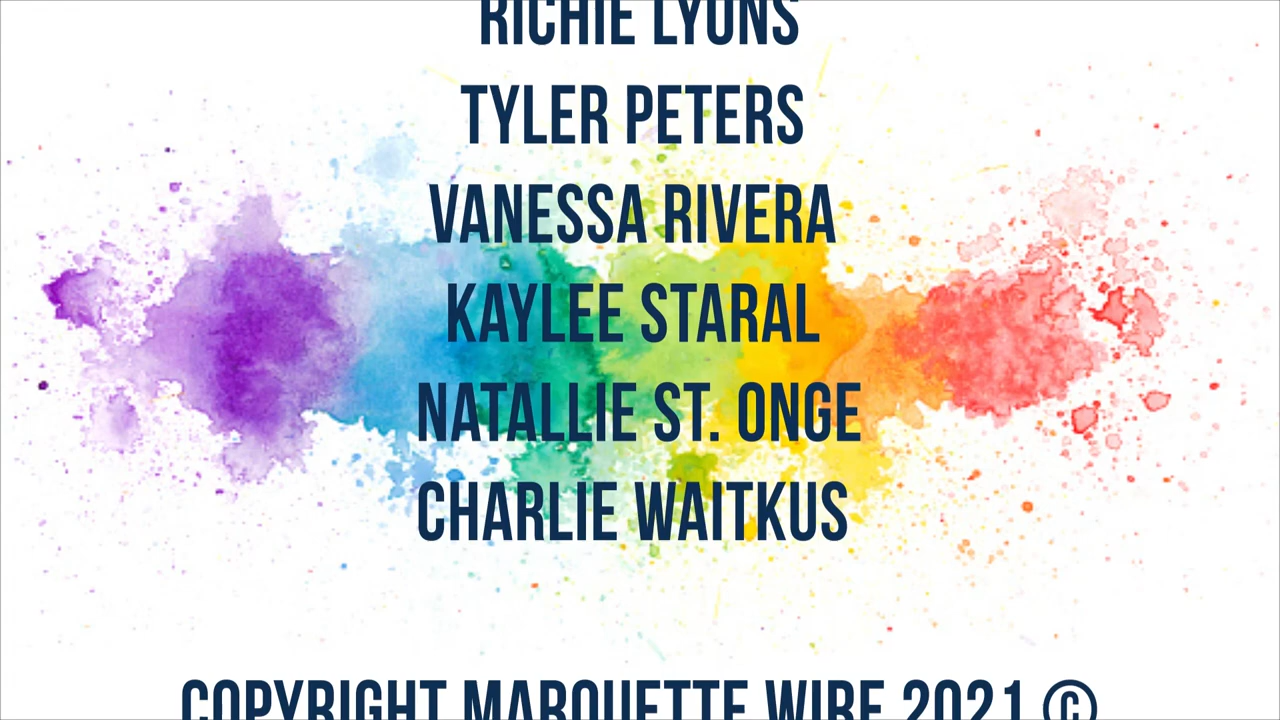 RICHIE LYONS
TYLER PETERS
VANESSA RIVERA
KAYLEE STARAL
NATALLIE ST. ONGE
CHARLIE WAITKUS
COPYRIGHT MARQUETTE WIRE 2021 ©